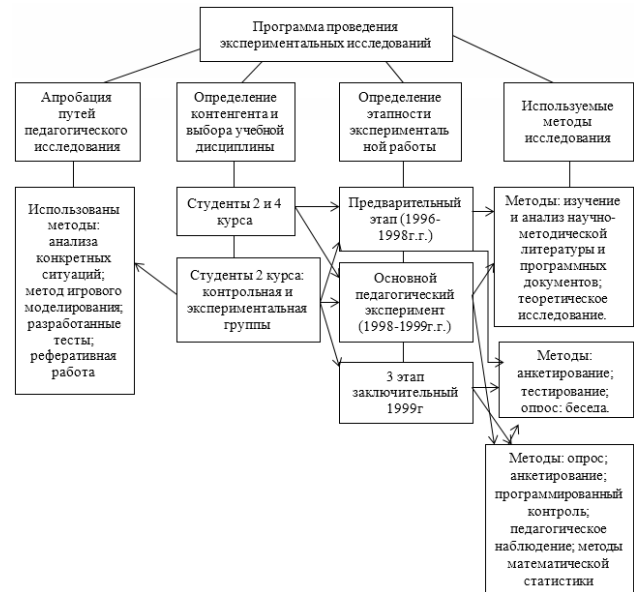 Программа проведения
экспериментальных исследований
Апробация
путей
педагогического
исследования
Определение
контенгента и
выбора учебной
дисциплины
Определение
этапности
эксперименталь
ной работы
Используемые
методы
исследования
Использованы
методы:
анализа
конкретных
ситуаций;
метод игрового
моделирования;
разработанные
тесты;
реферативная
работа
Студенты 2 и 4
курса
Студенты 2 курса:
контрольная и
экспериментальная
группы
Предварительный
этап (1996-
1998г.г.)
Основной
педагогический
эксперимент
(1998-1999г.г.)
3 этап
заключительный
1999г
Методы: изучение
и анализ научно-
методической
литературы и
программных
документов;
теоретическое
исследование.
Методы:
анкетирование;
тестирование;
опрос; беседа.
Методы: опрос;
анкетирование;
программированный
контроль;
педагогическое
наблюдение; методы
математической
статистики